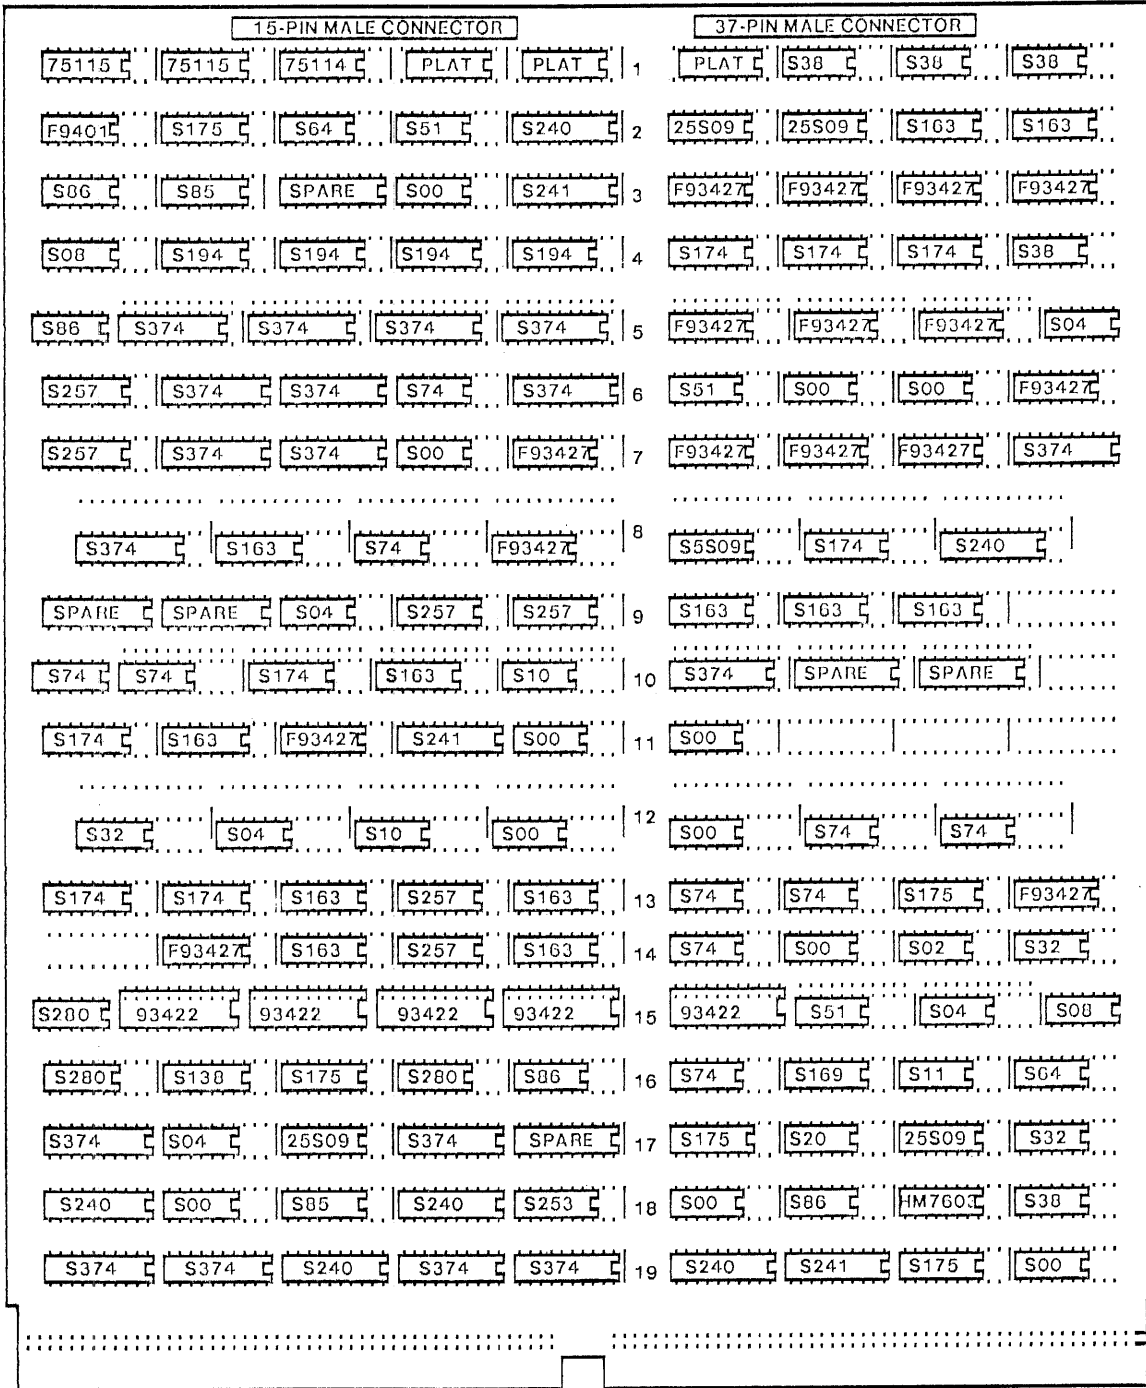 15-PIN MALE CONNECTOR 37-PIN MALE CONNECTOR
75115 75115 75114 PLAT PLAT 1 PLAT S38 S38 S38
F9401 S175 S64 S51 S240 2 25S09 25S09 S163 S163
S86 S85 SPARE S00 S241 3 F93427 F93427 F93427 F93427
S08 S194 S194 S194 S194 4 S174 S174 S174 S38
S86 S374 S374 S374 S374 5 F93427 F93427 F93427 S04
S257 S374 S374 S74 S374 6 S51 S00 S00 F93427
S257 S374 S374 S00 F93427 7 F93427 F93427 F93427 S374
S374 S163 S74 F93427 8 S5S09 S174 S240
SPARE SPARE S04 S257 S257 9 S163 S163 S163
S74 S74 S174 S163 S10 10 S374 SPARE SPARE
S174 S163 F93427 S241 S00 11 S00
S32 S04 S10 S00 12 S00 S74 S74
S174 S174 S163 S257 S163 13 S74 S74 S175 F93427
F93427 S163 S257 S163 14 S74 S00 S02 S32
S280 93422 93422 93422 93422 15 93422 S51 S04 S08
S280 S138 S175 S280 S86 16 S74 S169 S11 S64
S374 S04 25S09 S374 SPARE 17 S175 S20 25S09 S32
S240 S00 S85 S240 S253 18 S00 S86 HM7603 S38
S374 S374 S240 S374 S374 19 S240 S241 S175 S00